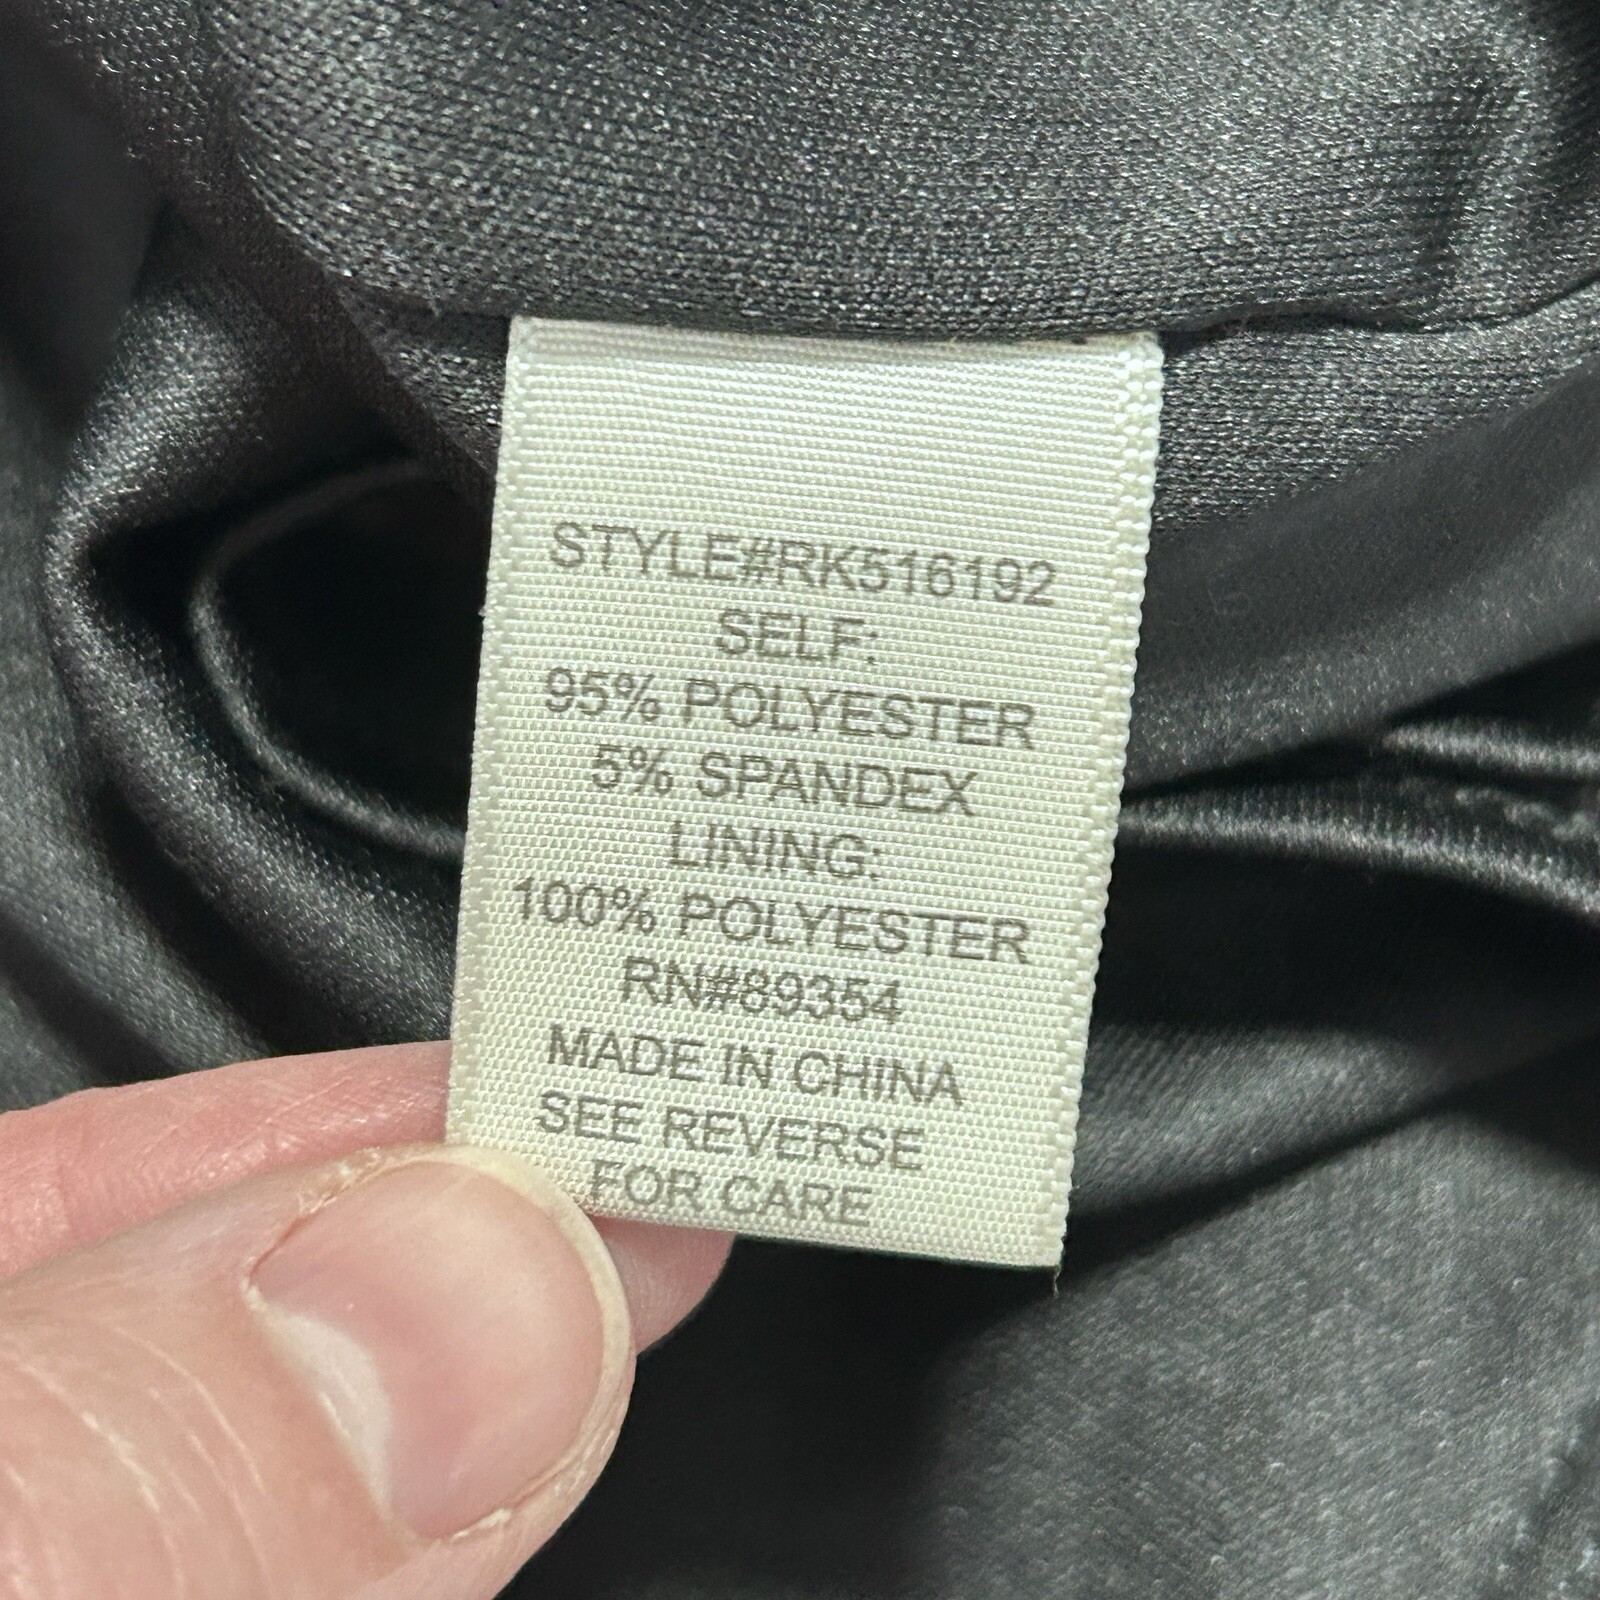 STYLE#RK516192
SELF:
95% POLYESTER
5% SPANDEX
LINING:
100% POLYESTER
RN#89354
MADE IN CHINA
SEE REVERSE
FOR CARE